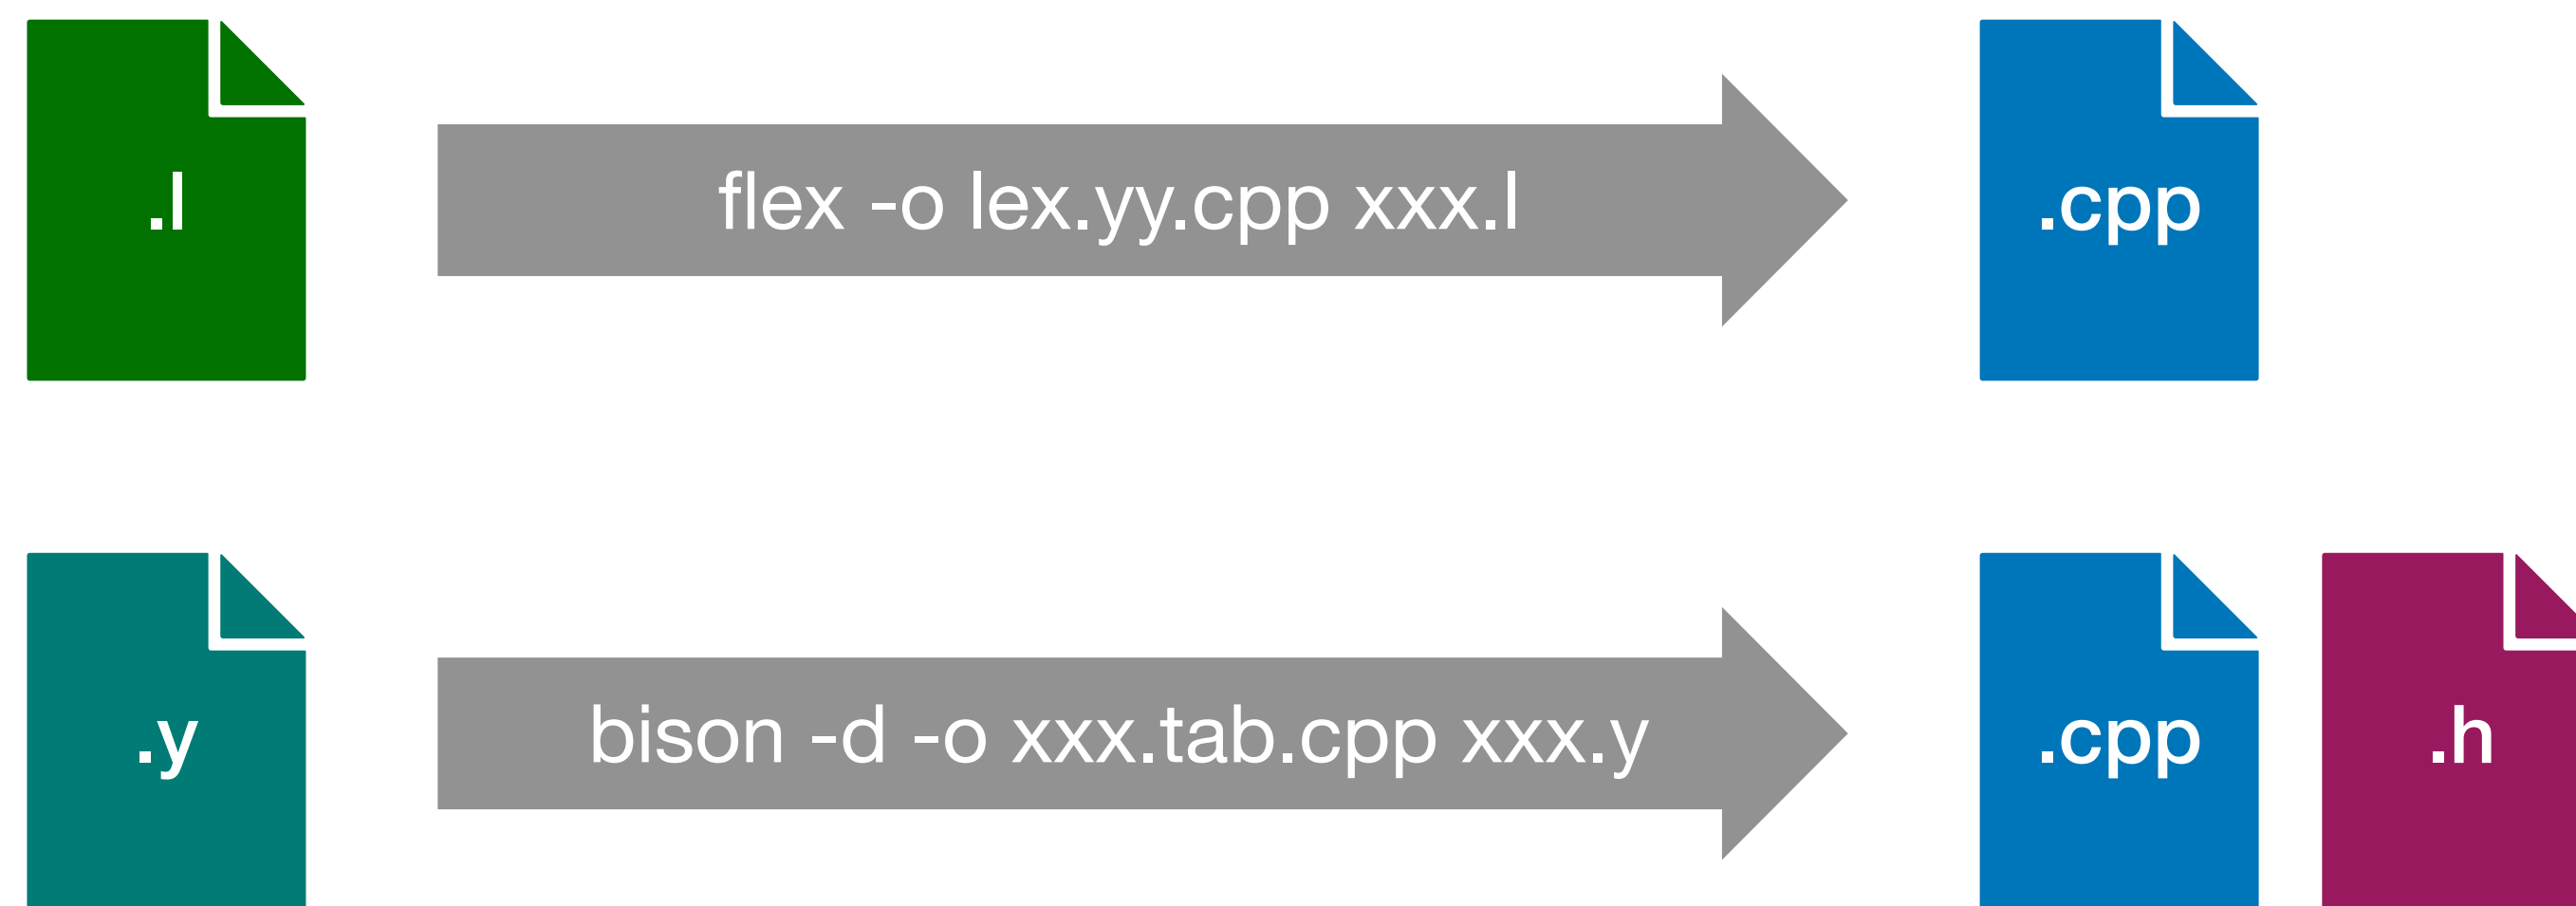 .l
flex -o lex.yy.cpp xxx.l
.cpp
.y
bison -d -o xxx.tab.cpp xxx.y
.cpp
.h